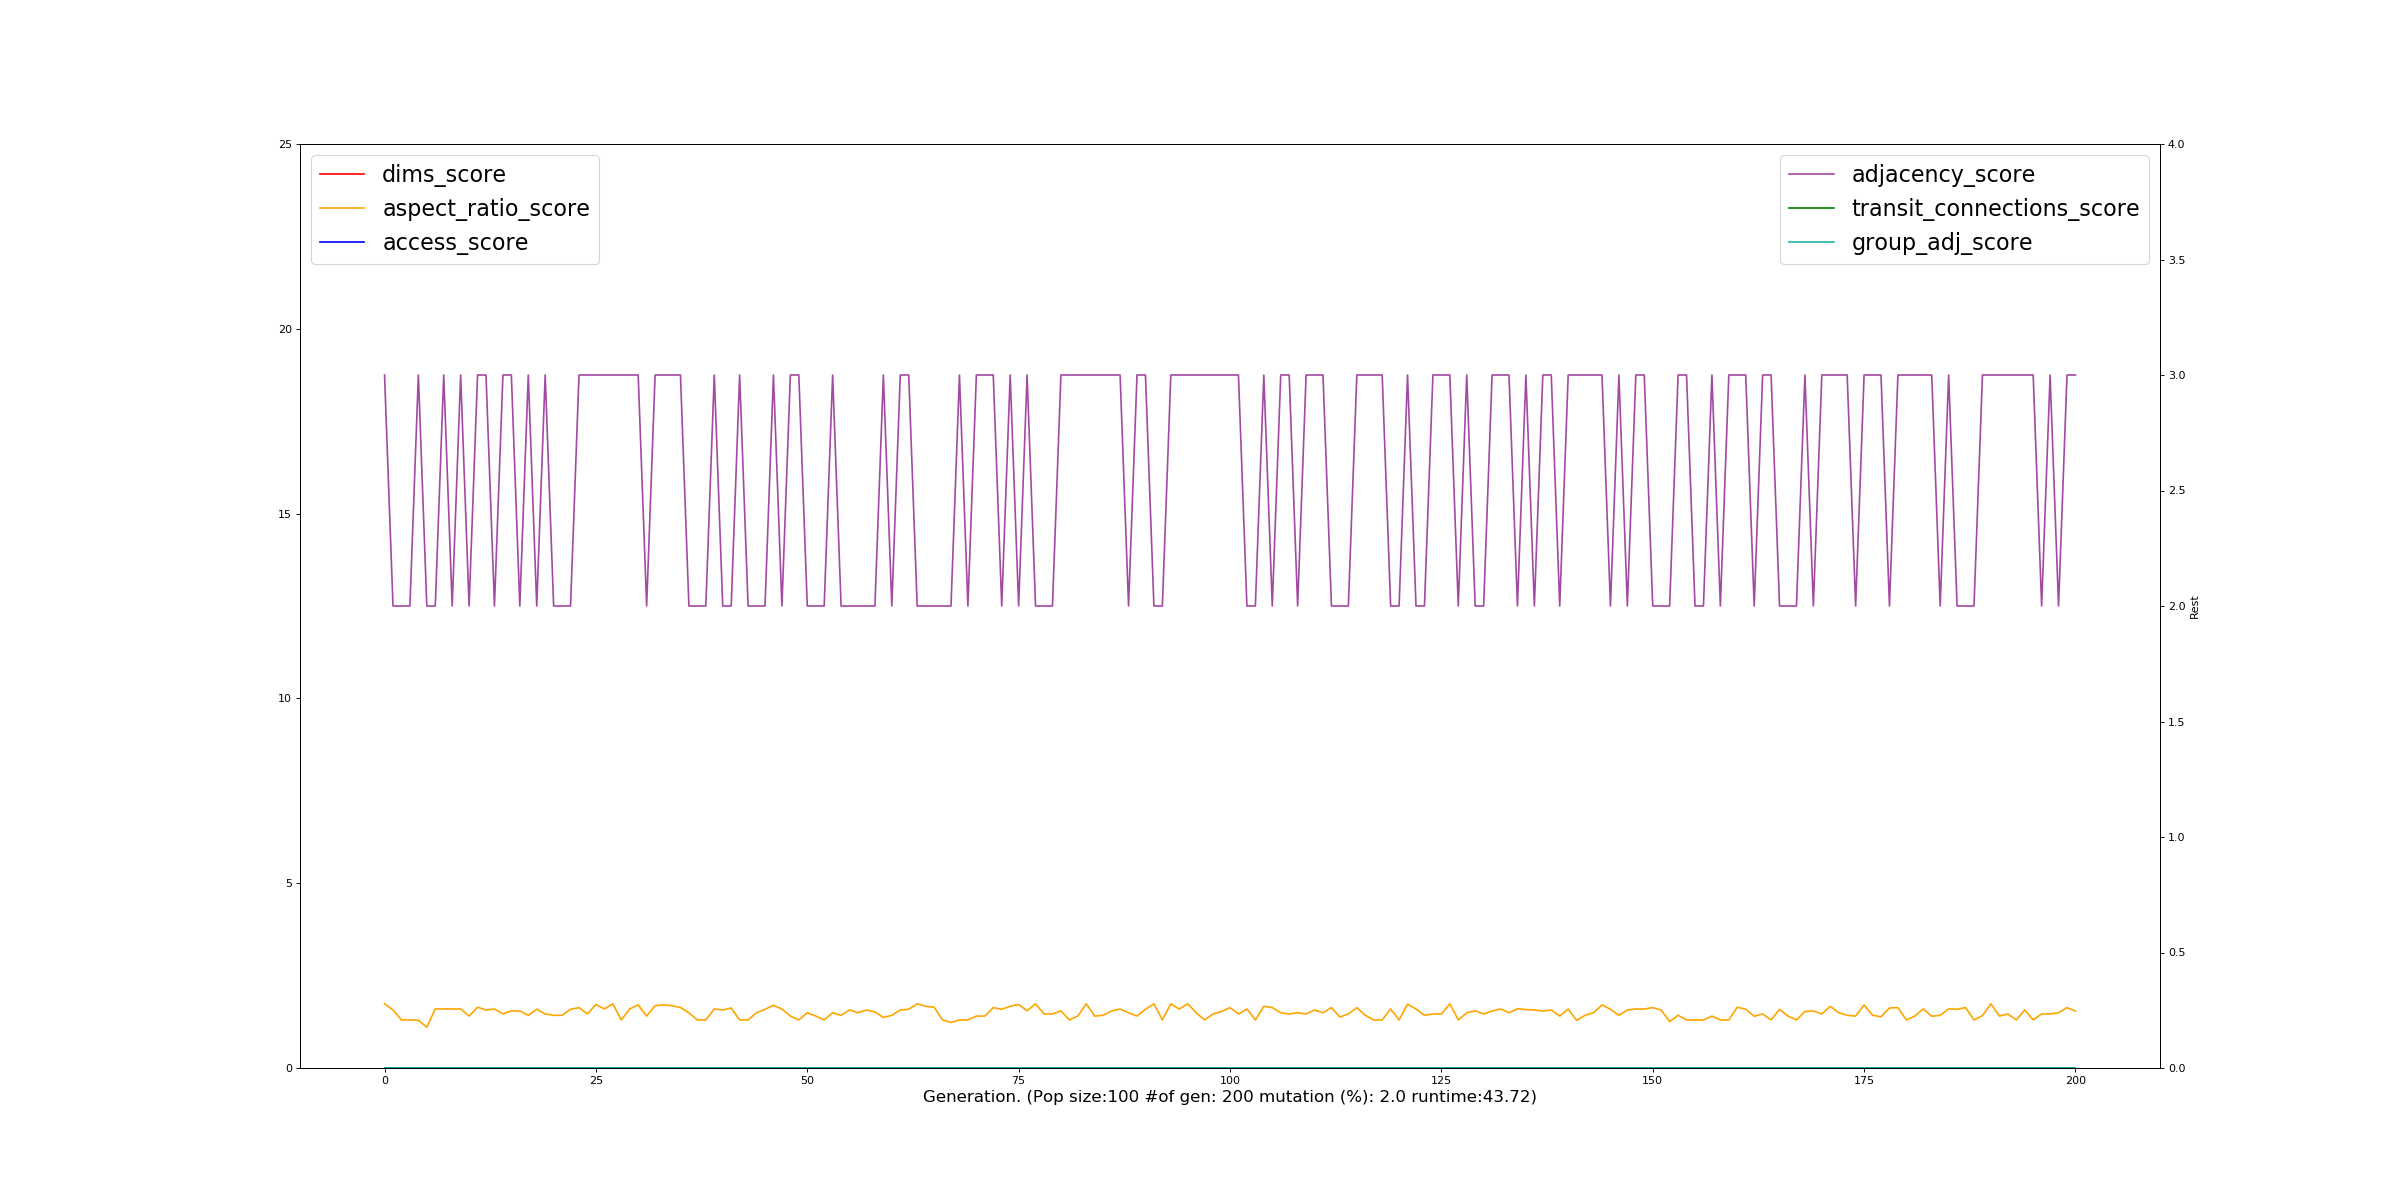 25
20
15
10
5
0
dims_score
aspect_ratio_score
access_score
adjacency_score
transit_connections_score
group_adj_score
4.0
3.5
3.0
2.5
2.0
1.5
1.0
0.5
0.0
Rest
0 25 50 75 100 125 150 175 200
Generation. (Pop size:100 #of gen: 200 mutation (%): 2.0 runtime:43.72)